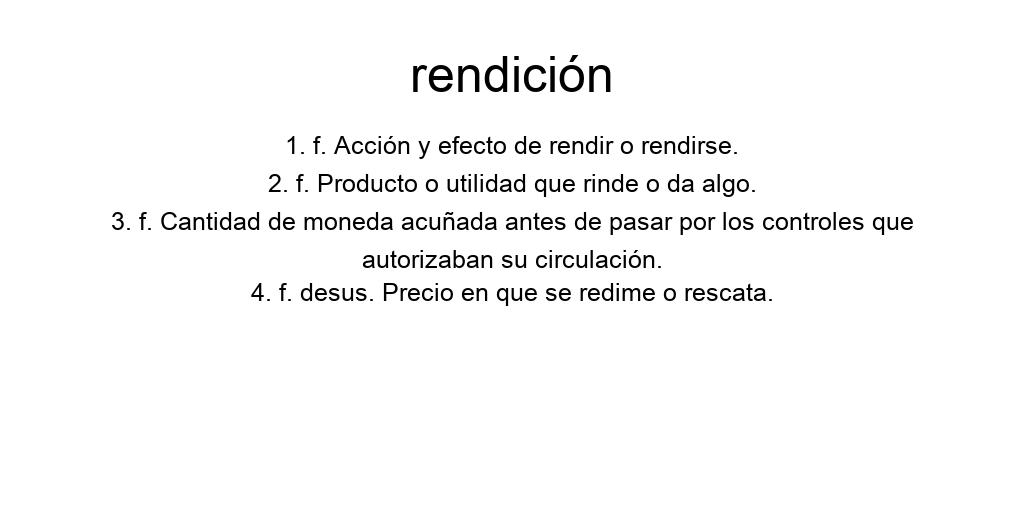 rendición
1. f. Acción y efecto de rendir o rendirse.
2. f. Producto o utilidad que rinde o da algo.
3. f. Cantidad de moneda acuñada antes de pasar por los controles que
autorizaban su circulación.
4. f. desus. Precio en que se redime o rescata.